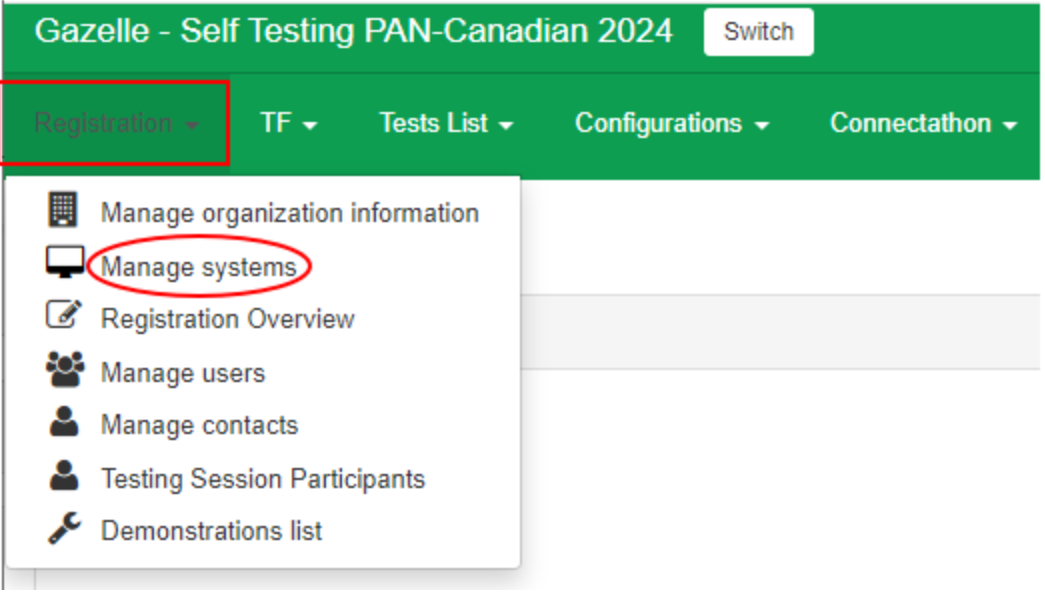 Gazelle - Self Testing PAN-Canadian 2024 Switch
Registration TF Tests List Configurations Connectathon
Manage organization information
Manage systems
Registration Overview
Manage users
Manage contacts
Testing Session Participants
Demonstrations list